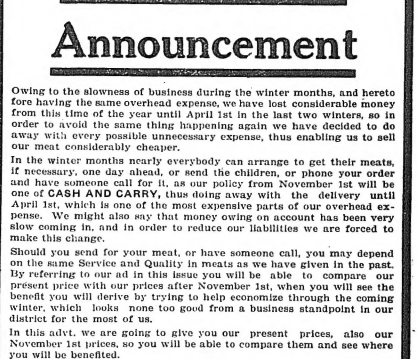 Announcement
Owing to the slowness of business during the winter months, and hereto
fore having the same overhead expense, we have lost considerable money
from this time of the year until April 1st in the last two winters, so in
order to avoid the same thing happening again we have decided to do
away with every possible unnecessary expense, thus enabling us to sell
our meat considerably cheaper.
In the winter months nearly everybody can arrange to get their meats,
if necessary, one day ahead, or send the children, or phone your order
and have someone call for it, as our policy from November 1st will be
one of CASH AND CARRY, thus doing away with the delivery until
April 1st, which is one of the most expensive parts of our overhead ex-
pense. We might also say that money owing on account has been very
slow coming in, and in order to reduce our liabilities we are forced to
make this change.
Should you send for your meat, or have someone call, you may depend
on the same Service and Quality in meats as we have given in the past.
By referring to our ad in this issue you will be able to compare our
present price with our prices after November 1st, when you will see the
benefit you will derive by trying to help economize through the coming
winter, which looks none too good from a business standpoint in our
district for the most of us.
In this advt. we are going to give you our present prices, also our
November 1st prices, so you will be able to compare them and see where
you will be benefited.